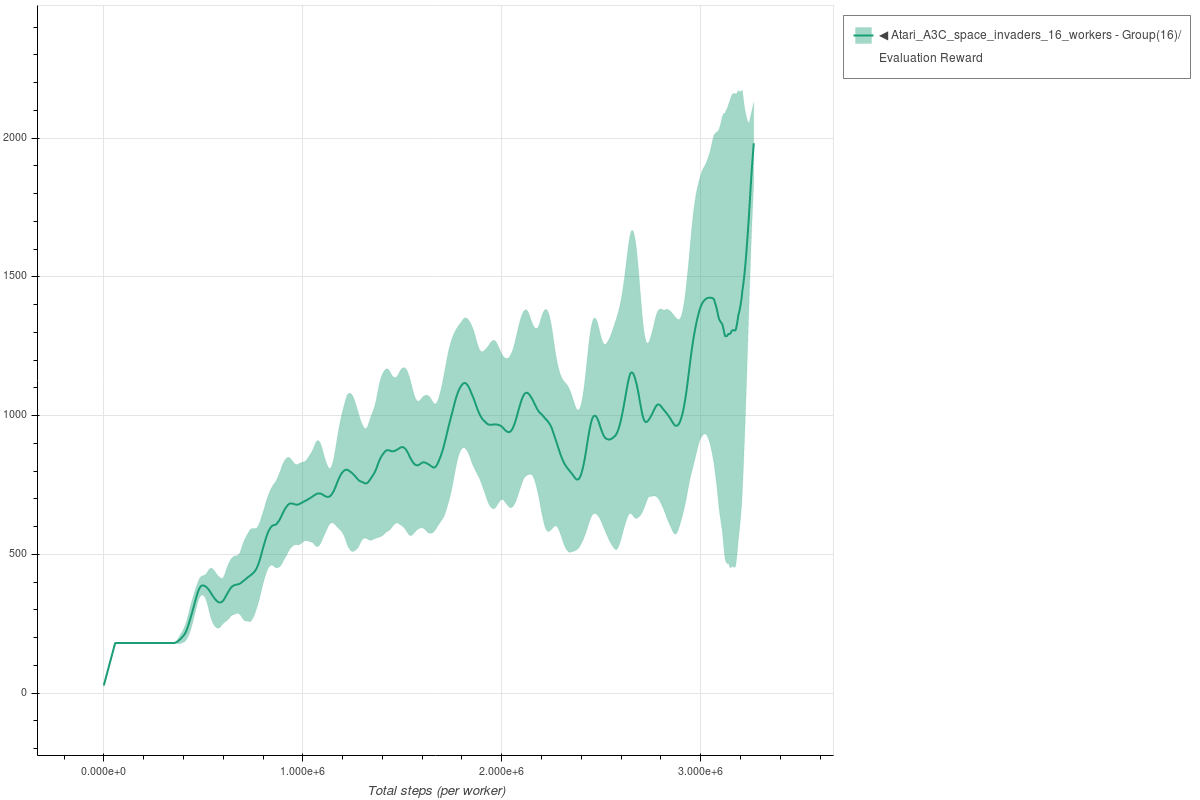 ◀ Atari_A3C_space_invaders_16_workers - Group(16)/
Evaluation Reward
2000
1500
1000
500
0
0.000e+0 1.000e+6 2.000e+6 3.000e+6
Total steps (per worker)